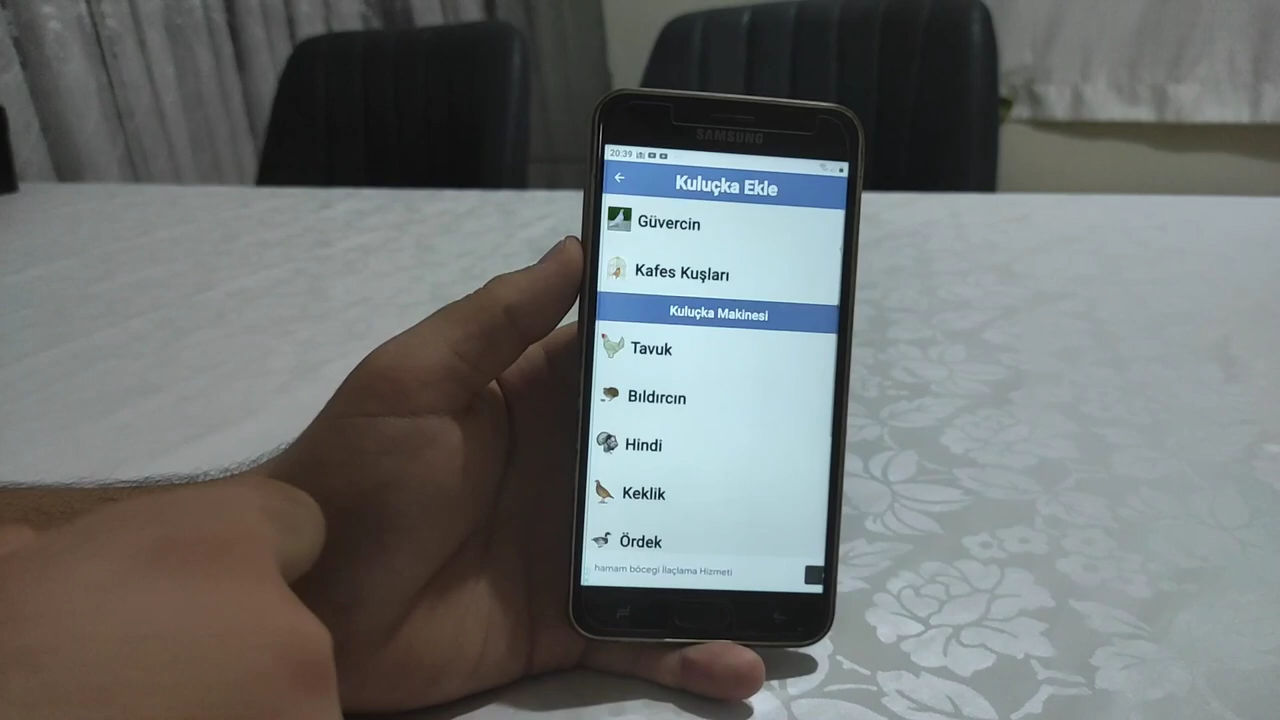 SAMSUNG
20:39
Kuluçka Ekle
Güvercin
Kafes Kuşları
Kuluçka Makinesi
Tavuk
Bıldırcın
Hindi
Keklik
Ördek
hamam böcegi İlaçlama Hizmeti